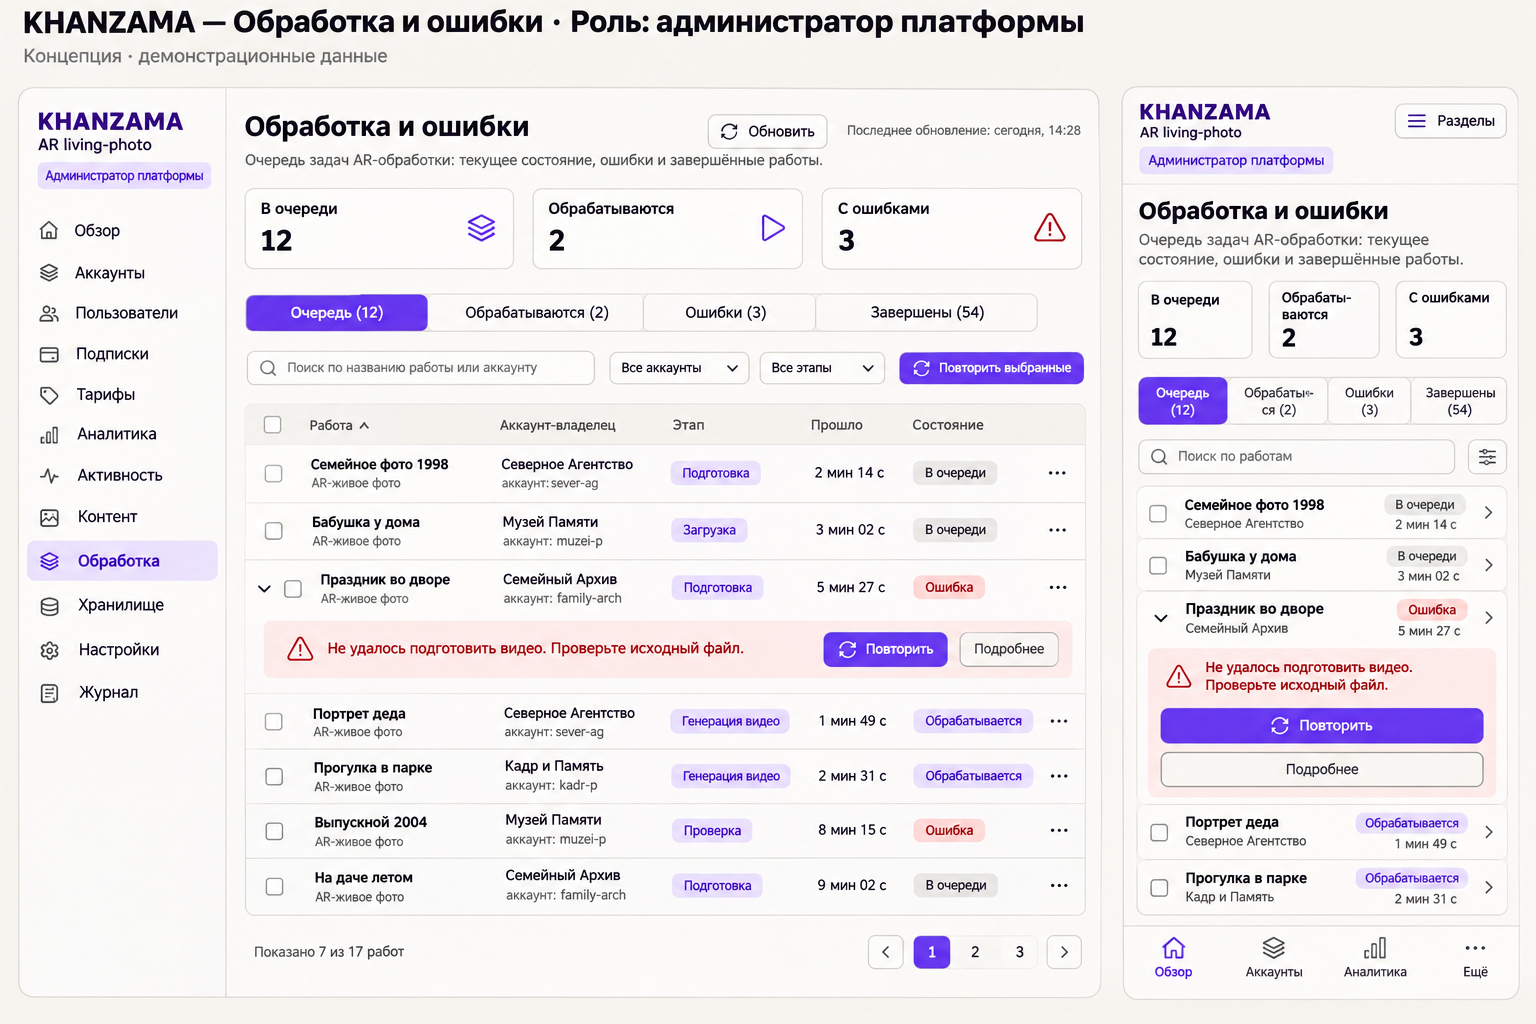 KHANZAMA — Обработка и ошибки · Роль: администратор платформы
Концепция · демонстрационные данные
KHANZAMA
AR living-photo
Администратор платформы
Обзор
Аккаунты
Пользователи
Подписки
Тарифы
Аналитика
Активность
Контент
Обработка
Хранилище
Настройки
Журнал
Обработка и ошибки
Обновить
Последнее обновление: сегодня, 14:28
Очередь задач AR-обработки: текущее состояние, ошибки и завершённые работы.
В очереди
12
Обрабатываются
2
С ошибками
3
Очередь (12)
Обрабатываются (2)
Ошибки (3)
Завершены (54)
Поиск по названию работы или аккаунту
Все аккаунты
Все этапы
Повторить выбранные
Работа
Аккаунт-владелец
Этап
Прошло
Состояние
Семейное фото 1998
AR-живое фото
Северное Агентство
аккаунт: sever-ag
Подготовка
2 мин 14 с
В очереди
Бабушка у дома
AR-живое фото
Музей Памяти
аккаунт: muzei-p
Загрузка
3 мин 02 с
В очереди
Праздник во дворе
AR-живое фото
Семейный Архив
аккаунт: family-arch
Подготовка
5 мин 27 с
Ошибка
Не удалось подготовить видео. Проверьте исходный файл.
Повторить
Подробнее
Портрет деда
AR-живое фото
Северное Агентство
аккаунт: sever-ag
Генерация видео
1 мин 49 с
Обрабатывается
Прогулка в парке
AR-живое фото
Кадр и Память
аккаунт: kadr-p
Генерация видео
2 мин 31 с
Обрабатывается
Выпускной 2004
AR-живое фото
Музей Памяти
аккаунт: muzei-p
Проверка
8 мин 15 с
Ошибка
На даче летом
AR-живое фото
Семейный Архив
аккаунт: family-arch
Подготовка
9 мин 02 с
В очереди
Показано 7 из 17 работ
1
2
3
KHANZAMA
AR living-photo
Администратор платформы
Разделы
Обработка и ошибки
Очередь задач AR-обработки: текущее
состояние, ошибки и завершённые работы.
В очереди
12
Обрабаты-
ваются
2
С ошибками
3
Очередь
(12)
ся (2)
Ошибки
(3)
Завершены
(54)
Поиск по работам
Семейное фото 1998
Северное Агентство
В очереди
2 мин 14 с
Бабушка у дома
Музей Памяти
В очереди
3 мин 02 с
Праздник во дворе
Семейный Архив
Ошибка
5 мин 27 с
Не удалось подготовить видео.
Проверьте исходный файл.
Повторить
Подробнее
Портрет деда
Северное Агентство
Обрабатывается
1 мин 49 с
Прогулка в парке
Кадр и Память
Обрабатывается
2 мин 31 с
Обзор
Аккаунты
Аналитика
Ещё